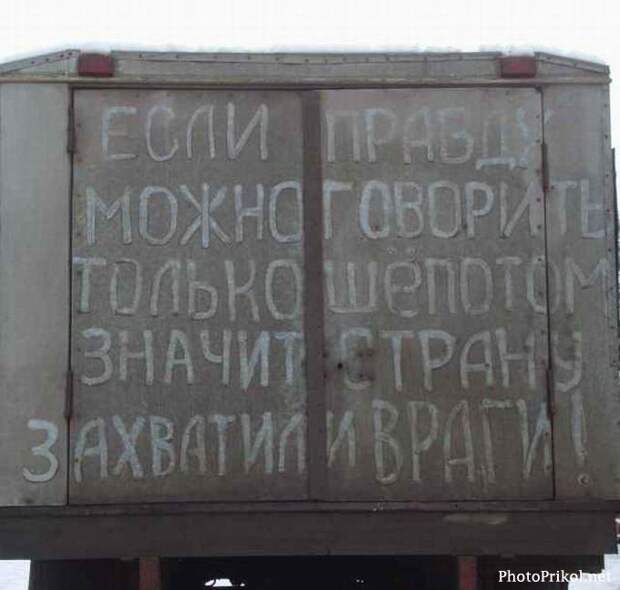 ЕСЛИ ПРАВДУ
МОЖНО ГОВОРИТЬ
ТОЛЬКО ШЁПОТОМ
ЗНАЧИТ СТРАНУ
ЗАХВАТИЛИ ВРАГИ!
PhotoPrikol.net